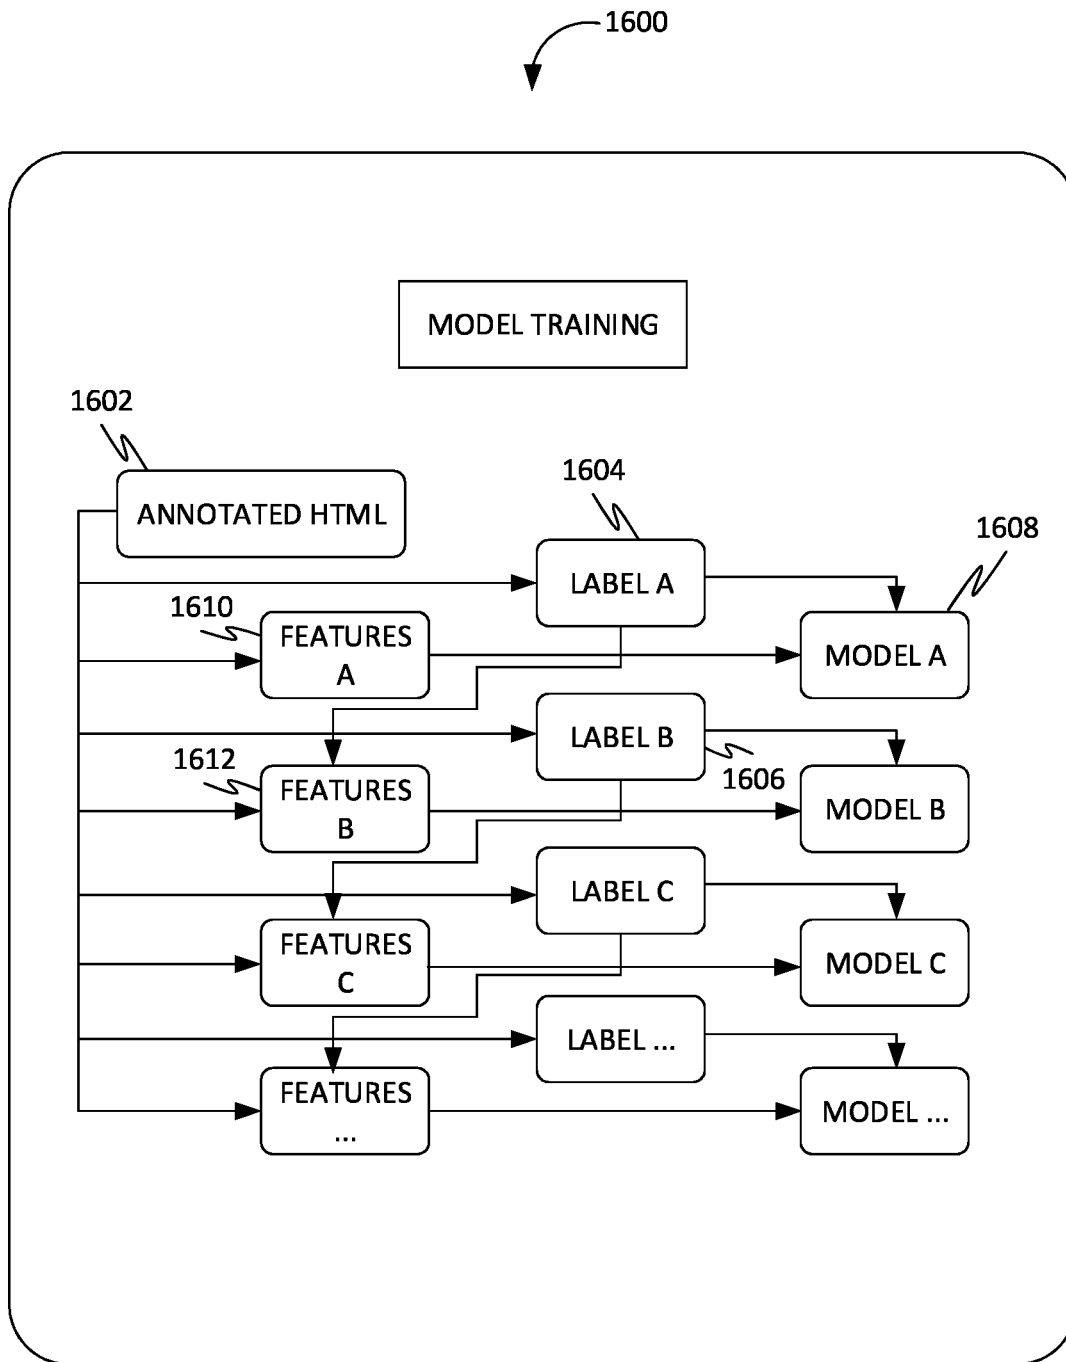 1600
MODEL TRAINING
1602
ANNOTATED HTML
1604
LABEL A
1608
1610
FEATURES
A
MODEL A
LABEL B
1606
1612
FEATURES
B
MODEL B
LABEL C
FEATURES
C
MODEL C
LABEL ...
FEATURES
...
MODEL ...